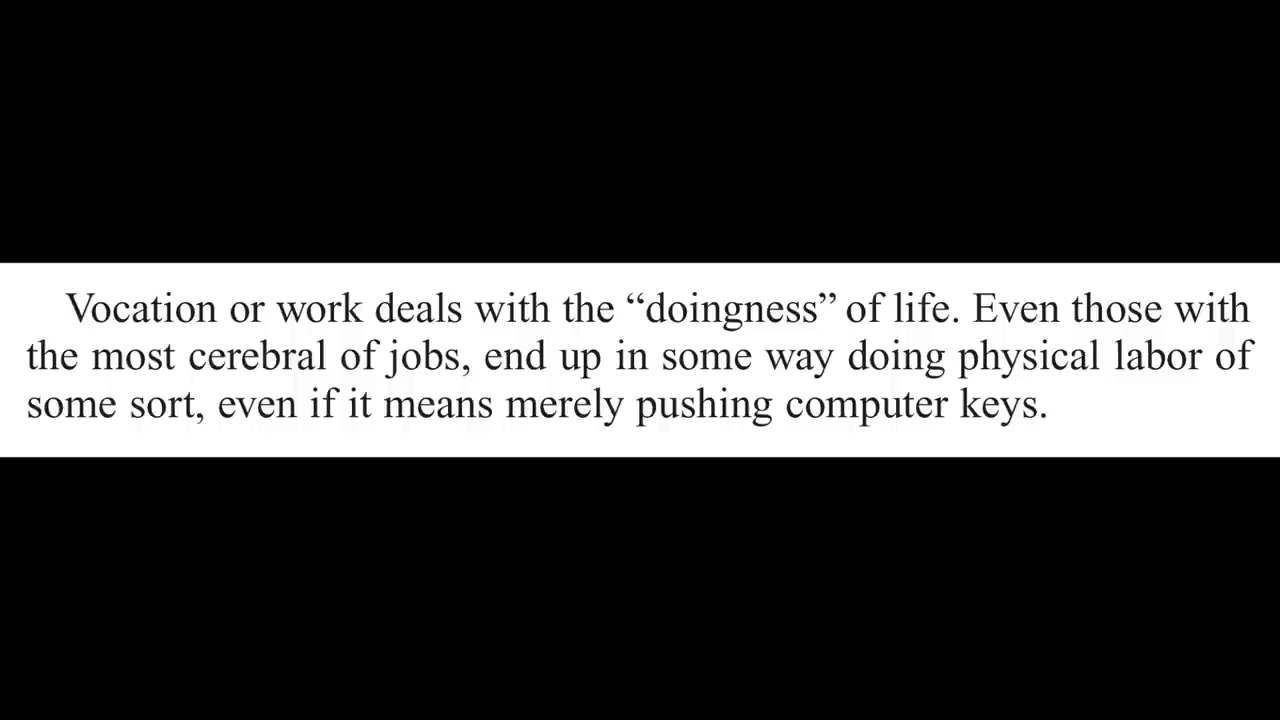 Vocation or work deals with the “doingness” of life. Even those with
the most cerebral of jobs, end up in some way doing physical labor of
some sort, even if it means merely pushing computer keys.